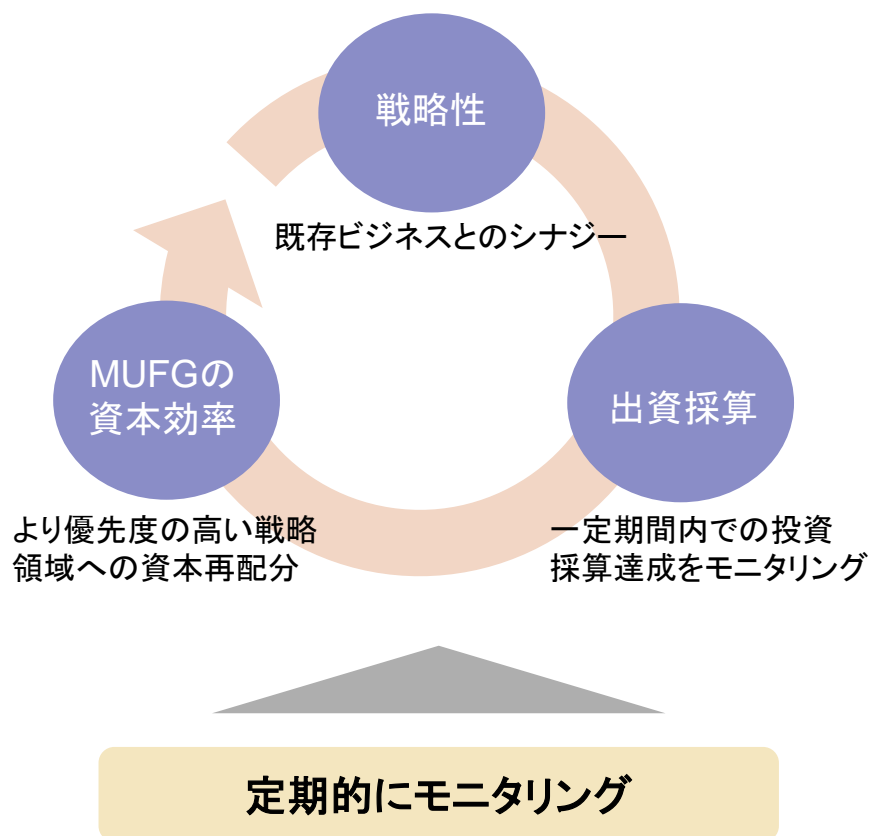 戦略性
既存ビジネスとのシナジー
MUFGの
資本効率
より優先度の高い戦略
領域への資本再配分
出資採算
一定期間内での投資
採算達成をモニタリング
定期的にモニタリング